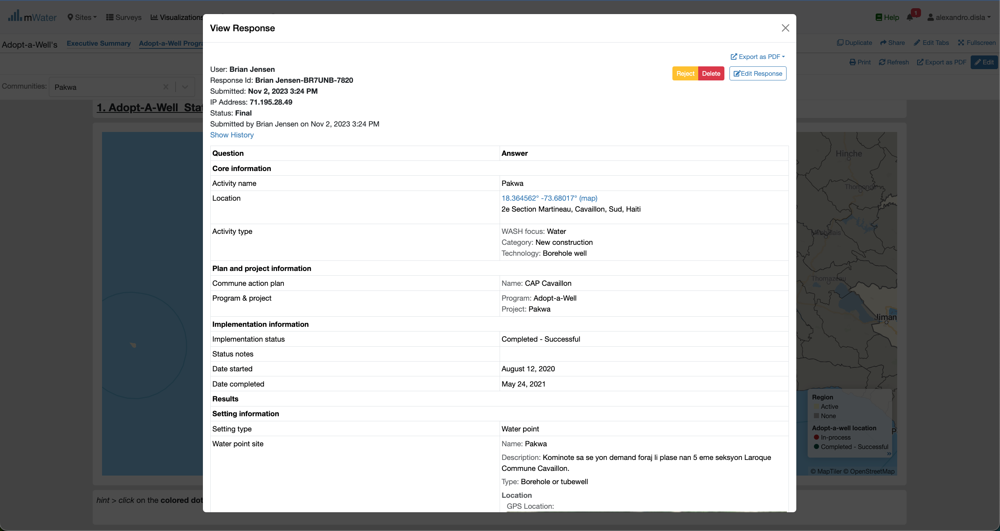 mWater
Sites
Surveys
Visualizations
Help
1
alexandro.disla
Adopt-a-Well's
Executive Summary
Adopt-a-Well Progra
Duplicate
Share
Edit Tabs
Fullscreen
Print
Refresh
Export as PDF
Edit
Communities:
Pakwa
1. Adopt-A-Well Stat
View Response
Export as PDF
User: Brian Jensen
Response Id: Brian Jensen-BR7UNB-7820
Submitted: Nov 2, 2023 3:24 PM
IP Address: 71.195.28.49
Status: Final
Submitted by Brian Jensen on Nov 2, 2023 3:24 PM
Show History
Reject
Delete
Edit Response
Question Answer
Core information
Activity name Pakwa
Location 18.364562° -73.68017° (map)
2e Section Martineau, Cavaillon, Sud, Haiti
Activity type WASH focus: Water
Category: New construction
Technology: Borehole well
Plan and project information
Commune action plan Name: CAP Cavaillon
Program & project Program: Adopt-a-Well
Project: Pakwa
Implementation information
Implementation status Completed - Successful
Status notes
Date started August 12, 2020
Date completed May 24, 2021
Results
Setting information
Setting type Water point
Water point site Name: Pakwa
Description: Kominote sa se yon demand foraj li plase nan 5 eme seksyon Laroque
Commune Cavaillon.
Type: Borehole or tubewell
Location
GPS Location:
Hinche
Thomonde
Mirebalais
Thomazeau
Jiman
Region
Active
None
Adopt-a-well location
In-process
Completed - Successful
»
P
© MapTiler © OpenStreetMap
hint > click on the colored dot